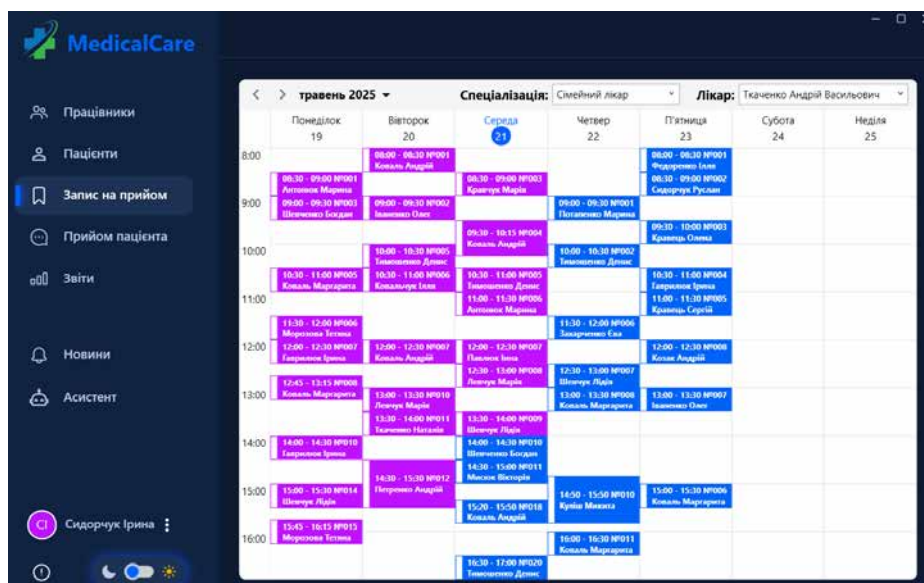 MedicalCare
Працівники
Пацієнти
Запис на прийом
Прийом пацієнта
Звіти
Новини
Асистент
СІ Сидорчук Ірина
травень 2025
Спеціалізація: Сімейний лікар
Лікар: Ткаченко Андрій Васильович
Понеділок Вівторок Середа Четвер П'ятниця Субота Неділя
19 20 21 22 23 24 25
8:00
9:00
10:00
11:00
12:00
13:00
14:00
15:00
16:00
08:30 - 09:00 №001
Антонюк Марина
09:00 - 09:30 №003
Шевченко Богдан
10:30 - 11:00 №005
Коваль Маргарита
11:30 - 12:00 №006
Морозова Тетяна
12:00 - 12:30 №007
Гаврилюк Ірина
12:45 - 13:15 №008
Коваль Маргарита
14:00 - 14:30 №010
Гаврилюк Ірина
15:00 - 15:30 №014
Шевчук Лідія
15:45 - 16:15 №015
Морозова Тетяна
08:00 - 08:30 №001
Коваль Андрій
09:00 - 09:30 №002
Іваненко Олег
10:00 - 10:30 №005
Тимошенко Денис
10:30 - 11:00 №006
Ковальчук Ілля
12:00 - 12:30 №007
Коваль Андрій
13:00 - 13:30 №010
Левчук Марія
13:30 - 14:00 №011
Ткаченко Наталія
14:30 - 15:30 №012
Петренко Андрій
08:30 - 09:00 №003
Кравчук Марія
09:30 - 10:15 №004
Коваль Андрій
10:30 - 11:00 №005
Тимошенко Денис
11:00 - 11:30 №006
Антонюк Марина
12:00 - 12:30 №007
Павлюк Інна
12:30 - 13:00 №008
Левчук Марія
13:30 - 14:00 №009
Шевчук Лідія
14:00 - 14:30 №010
Шевченко Богдан
14:30 - 15:00 №011
Мисюк Вікторія
15:20 - 15:50 №018
Коваль Андрій
16:30 - 17:00 №020
Тимошенко Денис
09:00 - 09:30 №001
Потапенко Марина
10:00 - 10:30 №002
Тимошенко Денис
11:30 - 12:00 №006
Захарченко Єва
12:30 - 13:00 №007
Шевчук Лідія
13:00 - 13:30 №008
Коваль Маргарита
14:50 - 15:50 №010
Куліш Микита
16:00 - 16:30 №011
Коваль Маргарита
08:00 - 08:30 №001
Федоренко Ілля
08:30 - 09:00 №002
Сидорчук Руслан
09:30 - 10:00 №003
Кравець Олена
10:30 - 11:00 №004
Гаврилюк Ірина
11:00 - 11:30 №005
Кравець Сергій
12:00 - 12:30 №008
Козак Андрій
13:00 - 13:30 №007
Іваненко Олег
15:00 - 15:30 №006
Коваль Маргарита